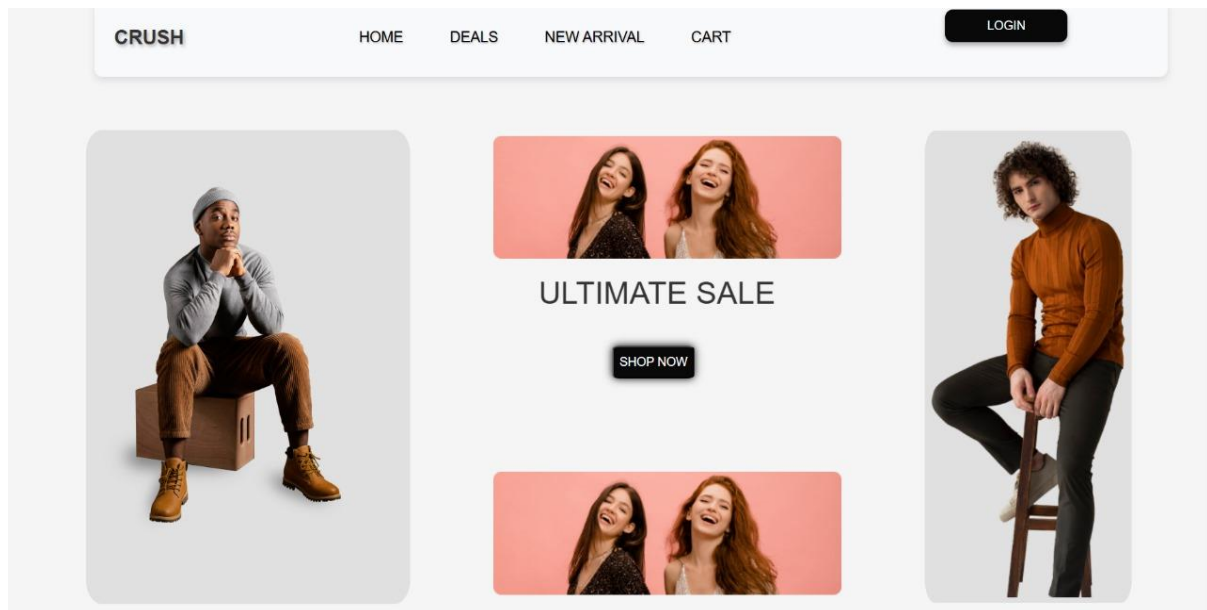 CRUSH HOME DEALS NEW ARRIVAL CART LOGIN
ULTIMATE SALE
SHOP NOW